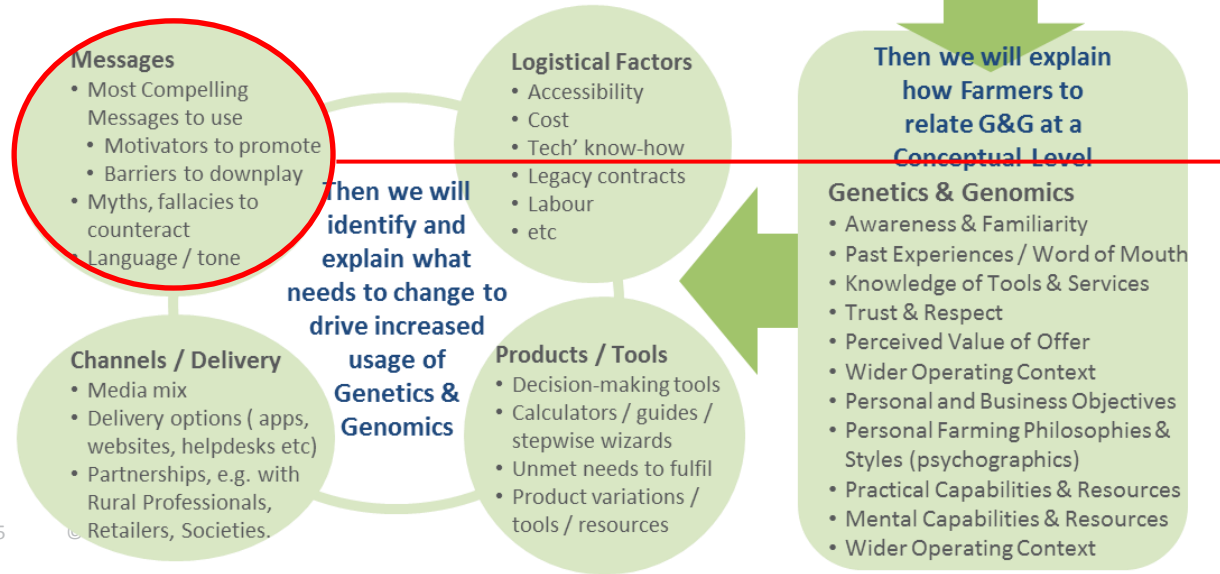 Messages
• Most Compelling
Messages to use
• Motivators to promote
• Barriers to downplay
• Myths, fallacies to
counteract
• Language / tone
Logistical Factors
• Accessibility
• Cost
• Tech’ know-how
• Legacy contracts
• Labour
• etc
Then we will
identify and
explain what
needs to change to
drive increased
usage of
Genetics &
Genomics
Channels / Delivery
• Media mix
• Delivery options ( apps,
websites, helpdesks etc)
• Partnerships, e.g. with
Rural Professionals,
Retailers, Societies.
Products / Tools
• Decision-making tools
• Calculators / guides /
stepwise wizards
• Unmet needs to fulfil
• Product variations /
tools / resources
Then we will explain
how Farmers to
relate G&G at a
Conceptual Level
Genetics & Genomics
• Awareness & Familiarity
• Past Experiences / Word of Mouth
• Knowledge of Tools & Services
• Trust & Respect
• Perceived Value of Offer
• Wider Operating Context
• Personal and Business Objectives
• Personal Farming Philosophies &
Styles (psychographics)
• Practical Capabilities & Resources
• Mental Capabilities & Resources
• Wider Operating Context